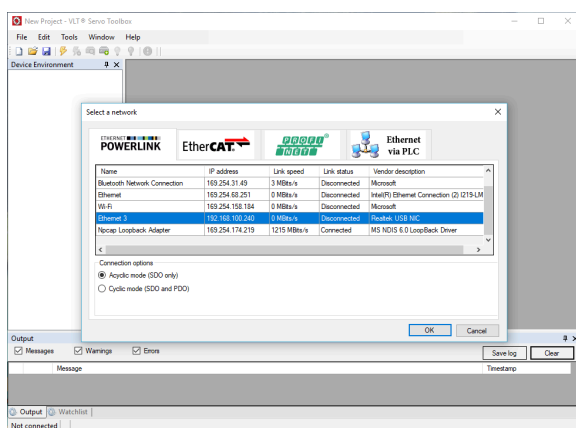 New Project - VLT® Servo Toolbox
File Edit Tools Window Help
Device Environment
Select a network
ETHERNET POWERLINK
EtherCAT.
PROFI NET
Ethernet via PLC
Name IP address Link speed Link status Vendor description
Bluetooth Network Connection 169.254.31.49 3 MBits/s Disconnected Microsoft
Ethernet 169.254.68.251 0 MBits/s Disconnected Intel(R) Ethernet Connection (2) I219-LM
Wi-Fi 169.254.158.184 0 MBits/s Disconnected Microsoft
Ethernet 3 192.168.100.240 0 MBits/s Disconnected Realtek USB NIC
Npcap Loopback Adapter 169.254.174.219 1215 MBits/s Connected MS NDIS 6.0 LoopBack Driver
Connection options
Acyclic mode (SDO only)
Cyclic mode (SDO and PDO)
OK Cancel
Output
Messages Warnings Errors Save log Clear
Message Timestamp
Output Watchlist
Not connected